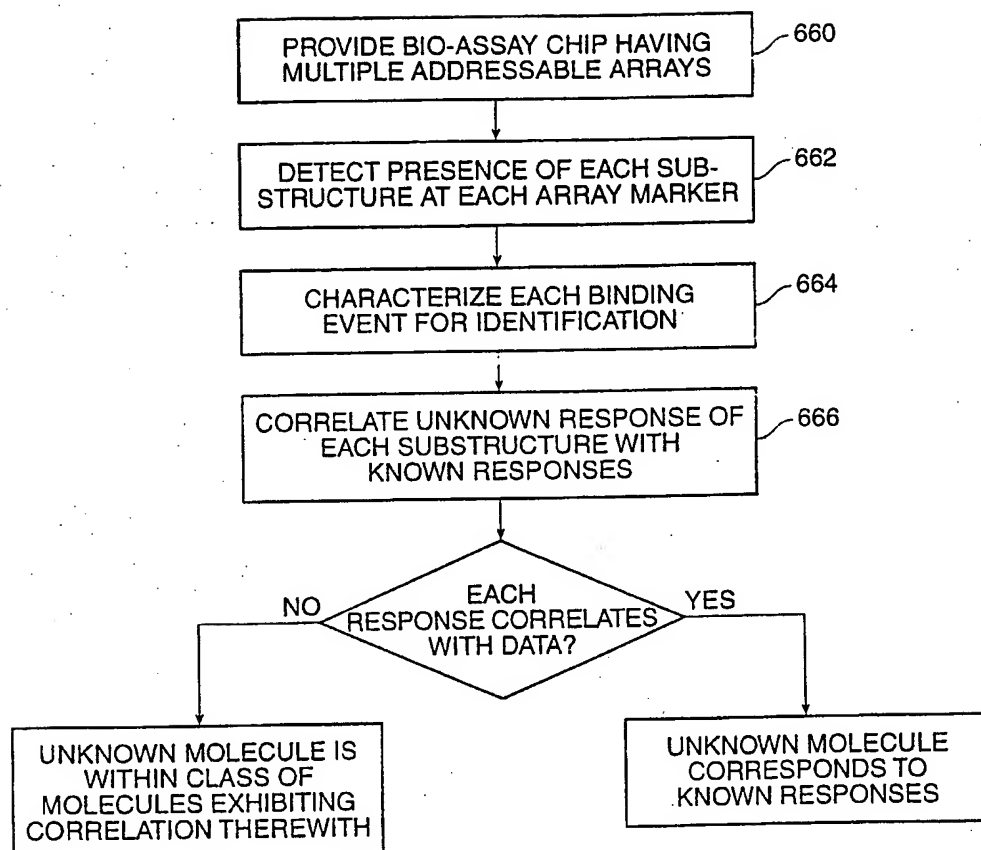 PROVIDE BIO-ASSAY CHIP HAVING
MULTIPLE ADDRESSABLE ARRAYS
660
DETECT PRESENCE OF EACH SUB-
STRUCTURE AT EACH ARRAY MARKER
662
CHARACTERIZE EACH BINDING
EVENT FOR IDENTIFICATION
664
CORRELATE UNKNOWN RESPONSE OF
EACH SUBSTRUCTURE WITH
KNOWN RESPONSES
666
NO
EACH
RESPONSE CORRELATES
WITH DATA?
YES
UNKNOWN MOLECULE IS
WITHIN CLASS OF
MOLECULES EXHIBITING
CORRELATION THEREWITH
UNKNOWN MOLECULE
CORRESPONDS TO
KNOWN RESPONSES